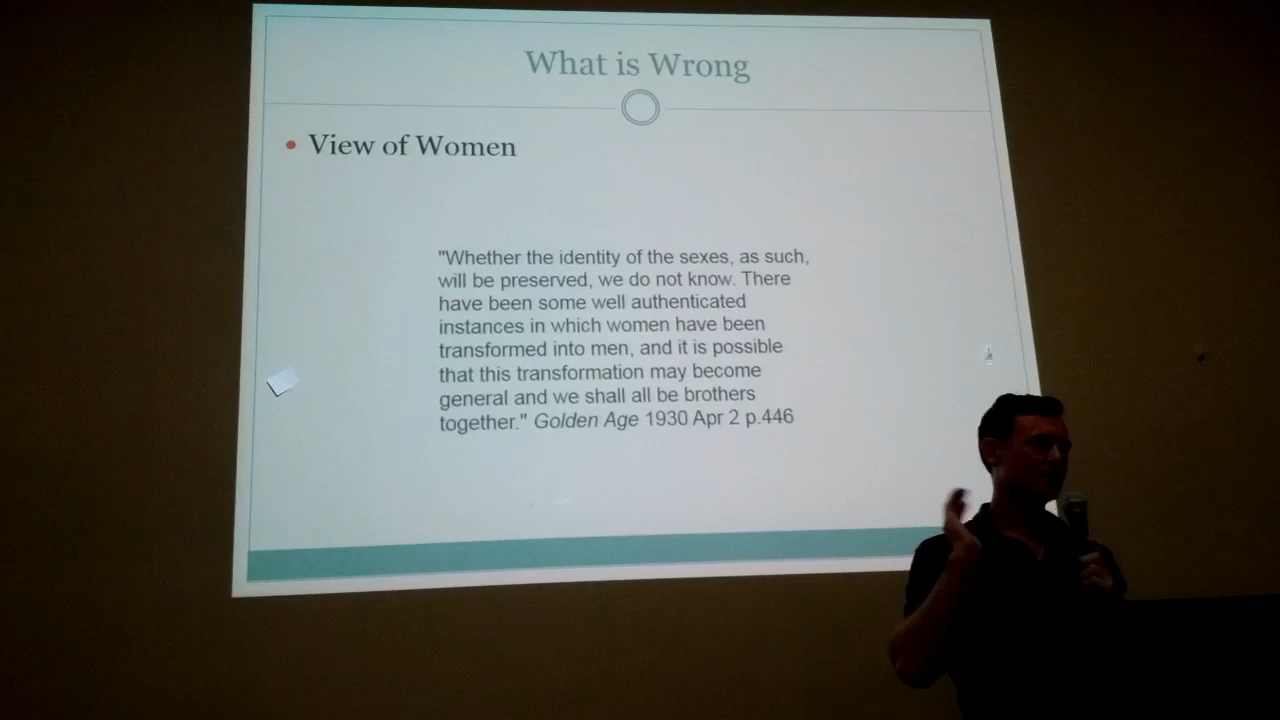 What is Wrong
View of Women
"Whether the identity of the sexes, as such,
will be preserved, we do not know. There
have been some well authenticated
instances in which women have been
transformed into men, and it is possible
that this transformation may become
general and we shall all be brothers
together." Golden Age 1930 Apr 2 p.446